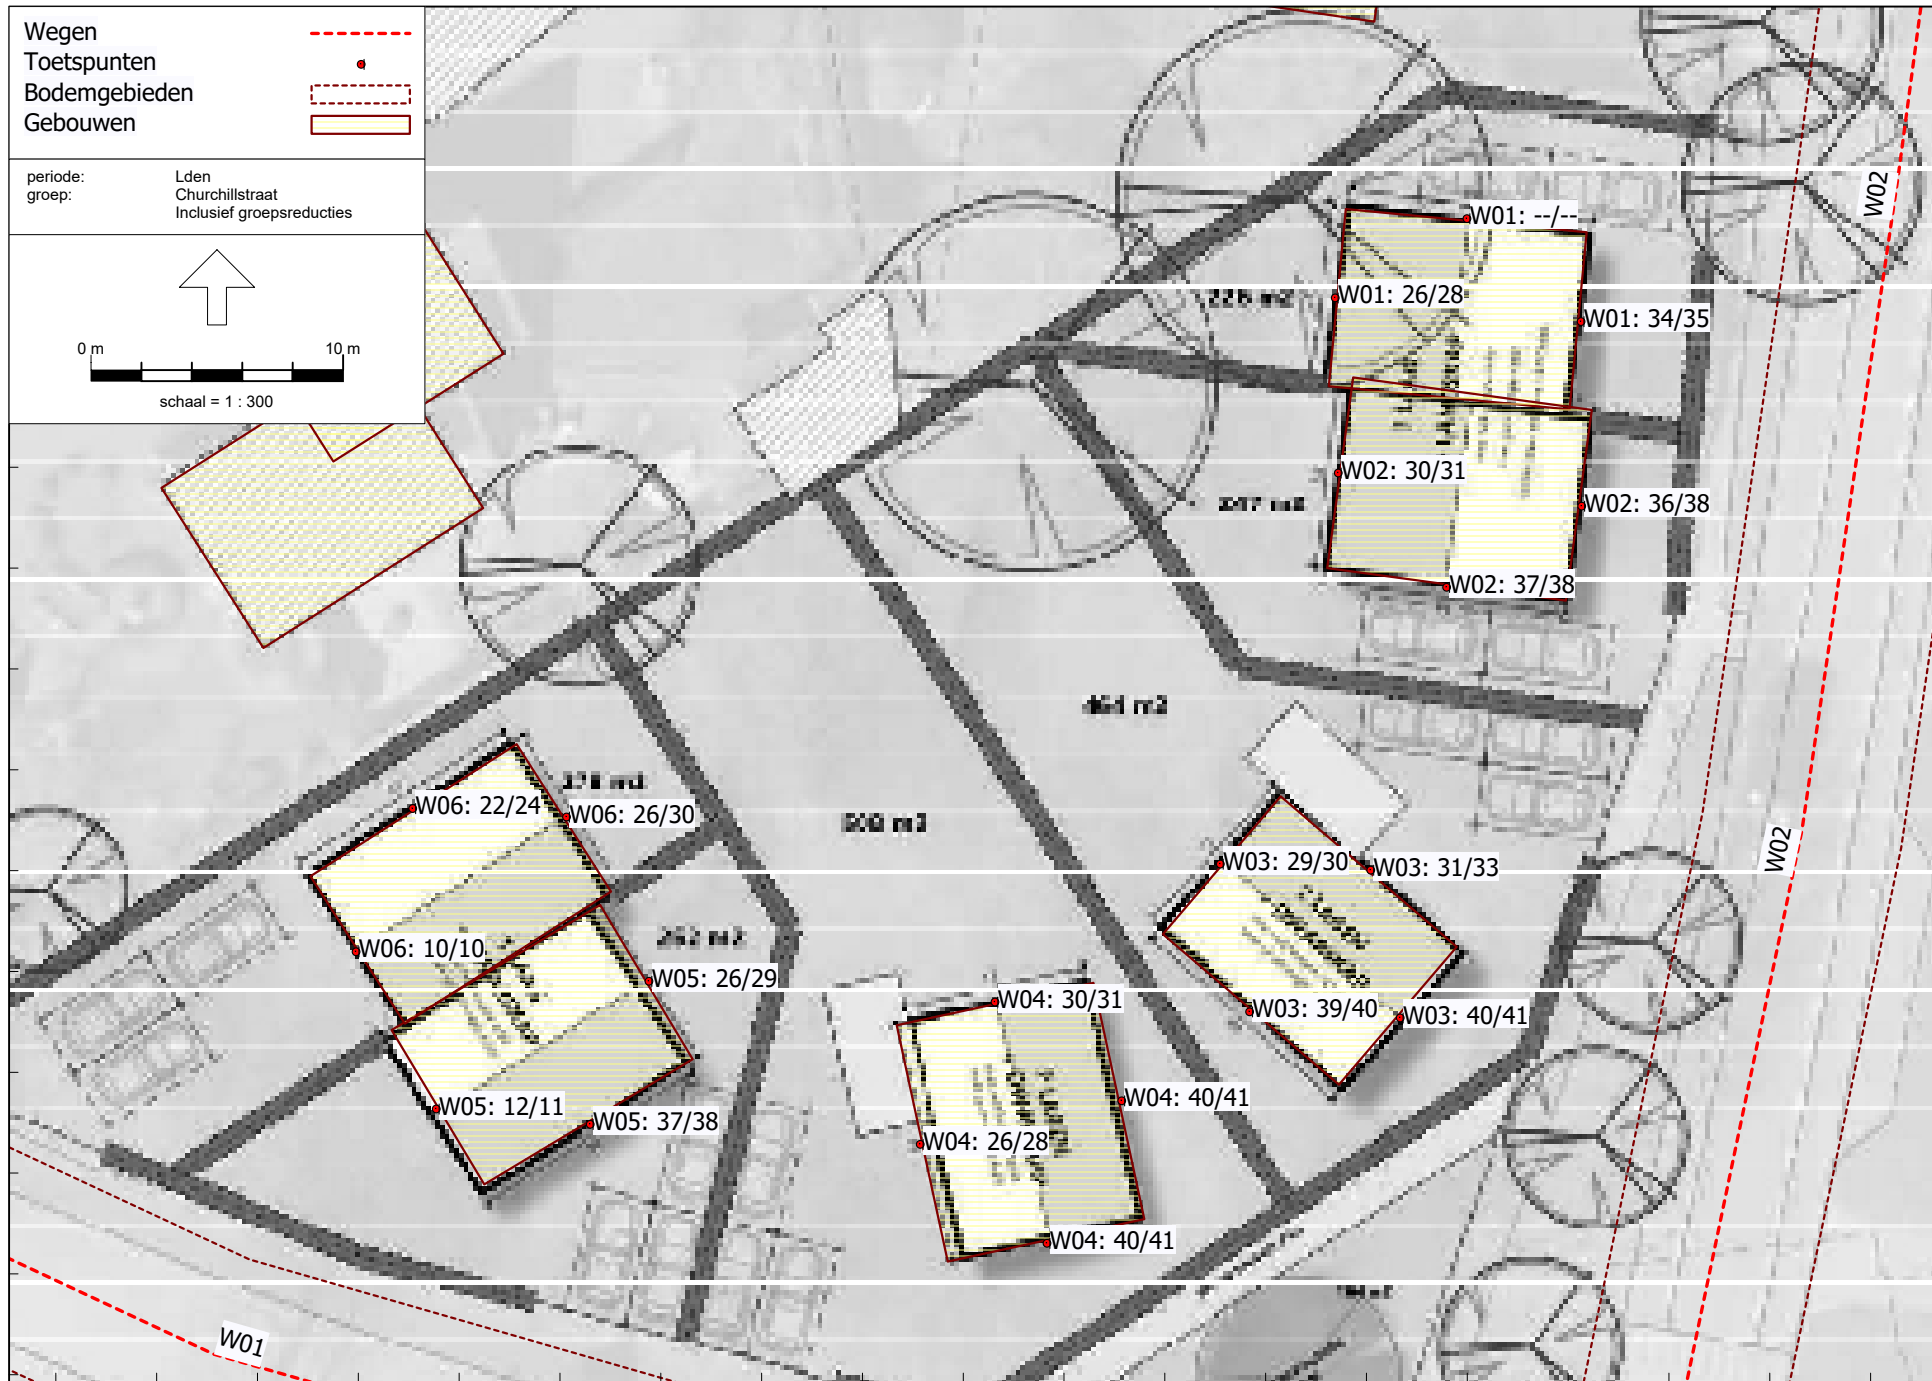 Wegen
Toetspunten
Bodemgebieden
Gebouwen
periode: Lden
groep: Churchillstraat
Inclusief groepsreducties
0 m 10 m
schaal = 1 : 300
W02
W01: --/--
W01: 26/28
W01: 34/35
W02: 30/31
W02: 36/38
W02: 37/38
464 m2
W06: 22/24
W06: 26/30
W02
W03: 29/30
W03: 31/33
W06: 10/10
262 m2
W05: 26/29
W04: 30/31
W03: 39/40
W03: 40/41
W05: 12/11
W05: 37/38
W04: 40/41
W04: 26/28
W04: 40/41
W01